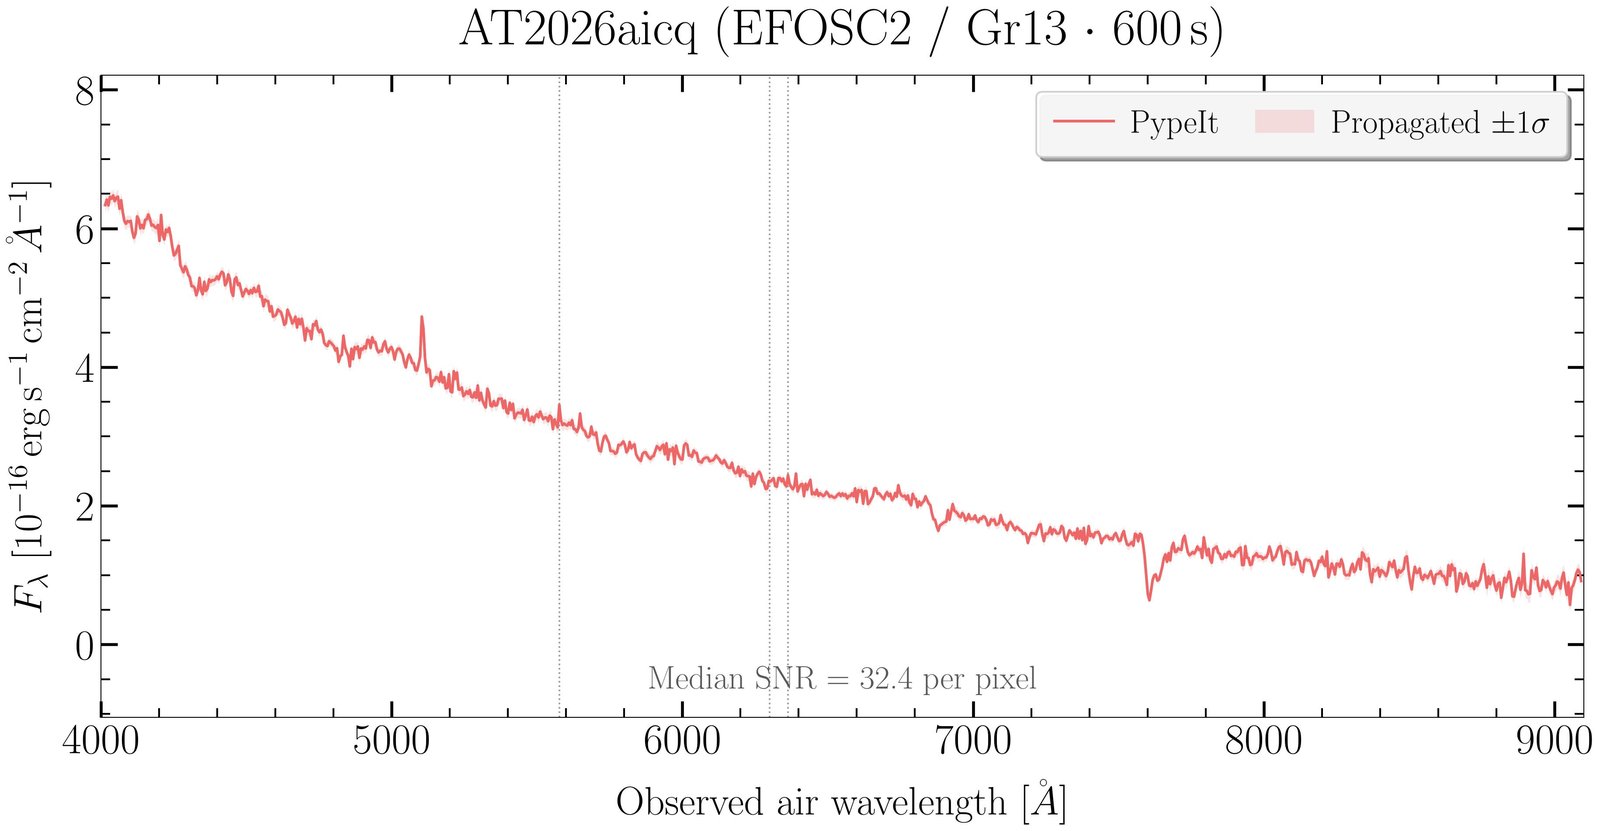 AT2026aicq (EFOSC2 / Gr13 · 600 s)
PypeIt
Propagated ±1σ
8
6
4
2
0
F_λ [10⁻¹⁶ erg s⁻¹ cm⁻² Å⁻¹]
Median SNR = 32.4 per pixel
4000 5000 6000 7000 8000 9000
Observed air wavelength [Å]